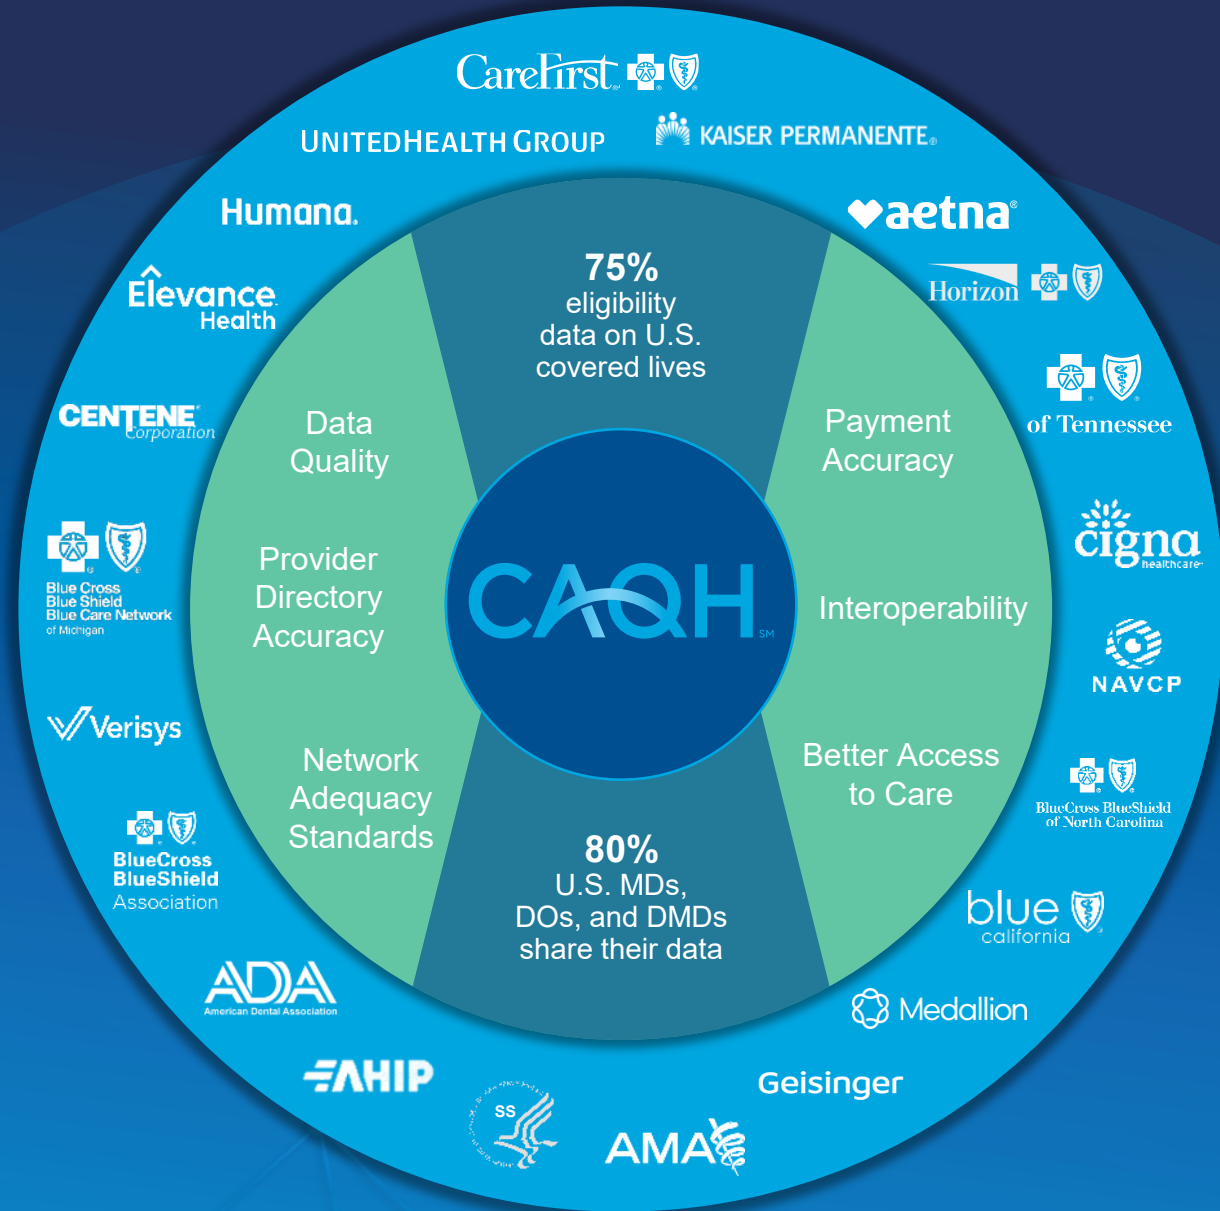 CareFirst
UNITEDHEALTH GROUP
KAISER PERMANENTE®
Humana.
aetna®
Elevance
Health
Horizon
75%
eligibility
data on U.S.
covered lives
CENTENE®
Corporation
of Tennessee
Data
Quality
Payment
Accuracy
cigna
healthcare
Blue Cross
Blue Shield
Blue Care Network
of Michigan
Provider
Directory
Accuracy
CAQH SM
Interoperability
NAVCP
Verisys
Network
Adequacy
Standards
Better Access
to Care
BlueCross BlueShield
of North Carolina
BlueCross
BlueShield
Association
80%
U.S. MDs,
DOs, and DMDs
share their data
blue
california
ADA
American Dental Association
Medallion
AHIP
Geisinger
SS
AMA